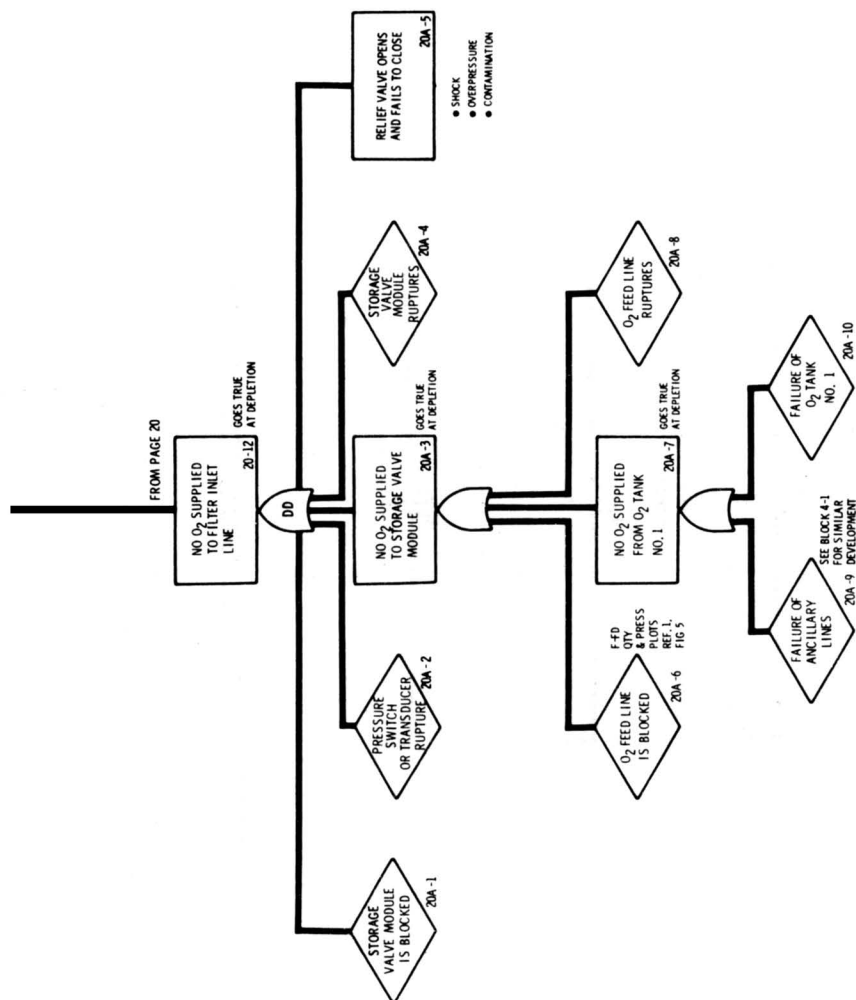 FROM PAGE 20
NO O2 SUPPLIED
TO FILTER INLET
LINE
20-12
GOES TRUE
AT DEPLETION
DD
STORAGE
VALVE MODULE
IS BLOCKED
20A-1
PRESSURE
SWITCH
OR TRANSDUCER
RUPTURE
20A-2
NO O2 SUPPLIED
TO STORAGE VALVE
MODULE
20A-3
GOES TRUE
AT DEPLETION
STORAGE
VALVE
MODULE
RUPTURES
20A-4
RELIEF VALVE OPENS
AND FAILS TO CLOSE
20A-5
• SHOCK
• OVERPRESSURE
• CONTAMINATION
F-FD
QTY
& PRESS
PLOTS
REF. 1,
FIG 5
O2 FEED LINE
IS BLOCKED
20A-6
NO O2 SUPPLIED
FROM O2 TANK
NO.1
20A-7
GOES TRUE
AT DEPLETION
O2 FEED LINE
RUPTURES
20A-8
FAILURE OF
ANCILLARY
LINES
20A-9
SEE BLOCK 4-1
FOR SIMILAR
DEVELOPMENT
FAILURE OF
O2 TANK
NO. 1
20A-10